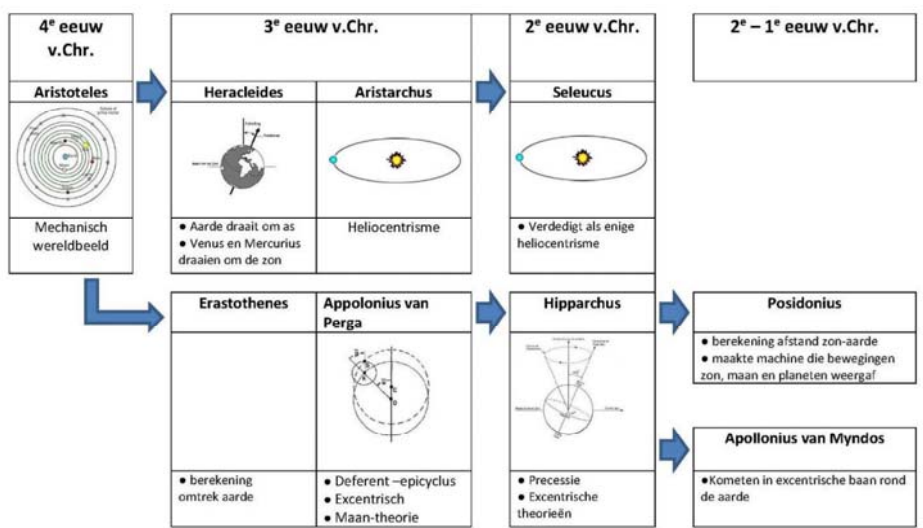 4e eeuw
v.Chr.
3e eeuw v.Chr.
2e eeuw v.Chr.
2e – 1e eeuw v.Chr.
Aristoteles
Heracleides
Aristarchus
Seleucus
Mechanisch
wereldbeeld
● Aarde draait om as
● Venus en Mercurius
draaien om de zon
Heliocentrisme
● Verdedigt als enige
heliocentrisme
Erastothenes
Appolonius van
Perga
Hipparchus
Posidonius
● berekening afstand zon-aarde
● maakte machine die bewegingen
zon, maan en planeten weergaf
Apollonius van Myndos
● berekening
omtrek aarde
● Deferent –epicyclus
● Excentrisch
● Maan-theorie
● Precessie
● Excentrische
theorieën
●Kometen in excentrische baan rond
de aarde